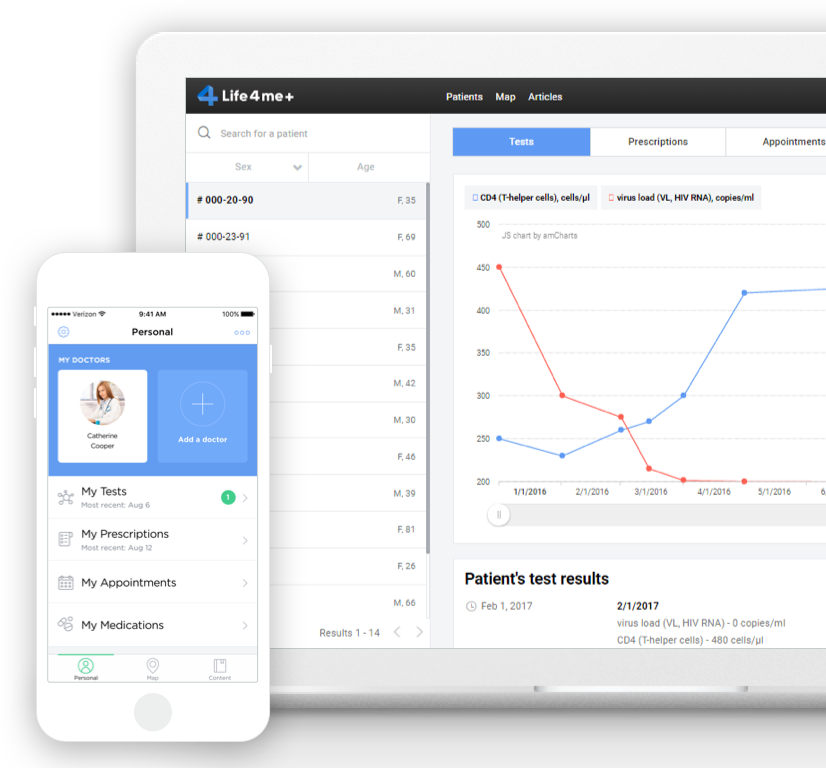 4 Life4me+
Patients Map Articles
Search for a patient
Sex Age
# 000-20-90 F, 35
# 000-23-91 F, 69
M, 60
M, 31
F, 35
M, 42
M, 30
F, 46
M, 39
F, 81
F, 26
M, 66
Results 1 - 14
Tests Prescriptions Appointments
CD4 (T-helper cells), cells/µl virus load (VL, HIV RNA), copies/ml
JS chart by amCharts
500
450
400
350
300
250
200
1/1/2016 2/1/2016 3/1/2016 4/1/2016 5/1/2016 6
Patient's test results
Feb 1, 2017 2/1/2017
virus load (VL, HIV RNA) - 0 copies/ml
CD4 (T-helper cells) - 480 cells/µl
Verizon 9:41 AM 100%
Personal
MY DOCTORS
Catherine
Cooper
Add a doctor
My Tests 1
Most recent: Aug 6
My Prescriptions
Most recent: Aug 12
My Appointments
My Medications
Personal Map Content